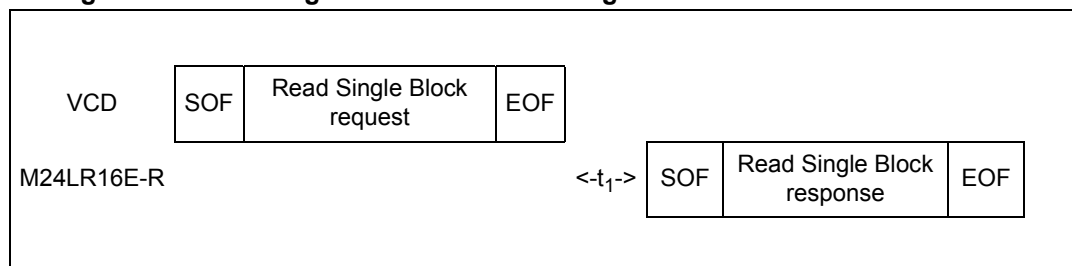 VCD
SOF
Read Single Block
request
EOF
M24LR16E-R
<-t₁->
SOF
Read Single Block
response
EOF